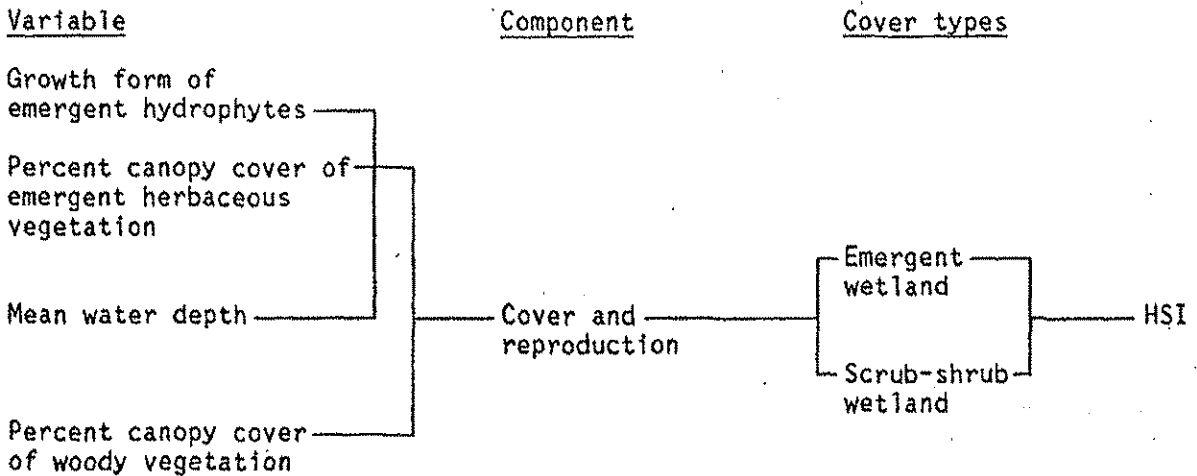 Variable Component Cover types
Growth form of
emergent hydrophytes
Percent canopy cover of
emergent herbaceous
vegetation
Mean water depth
Percent canopy cover
of woody vegetation
Cover and
reproduction
Emergent
wetland
Scrub-shrub
wetland
HSI